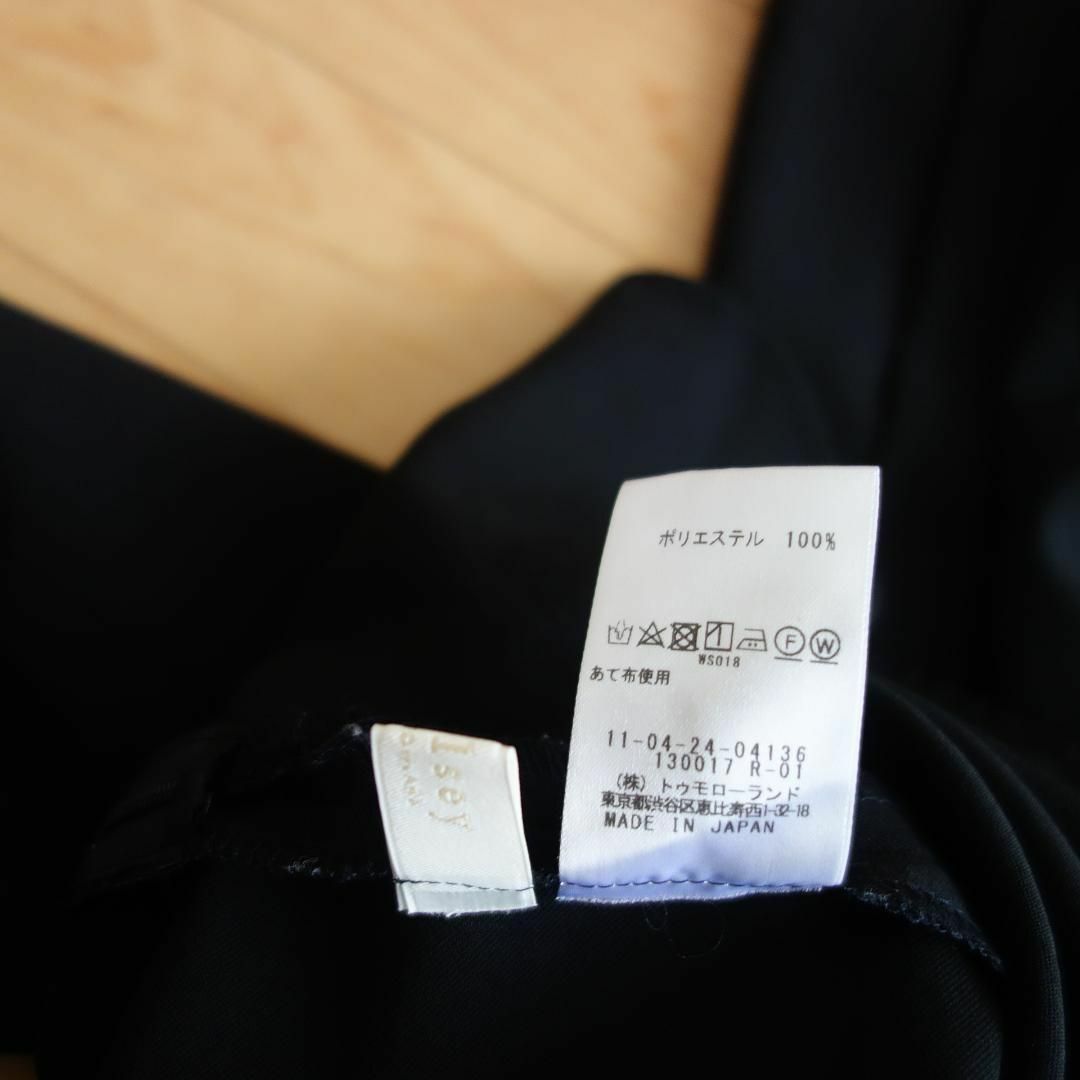 ポリエステル 100%
F W
WS018
あて布使用
11-04-24-04136
130017 R-01
(株)トゥモローランド
東京都渋谷区恵比寿西1-32-18
MADE IN JAPAN